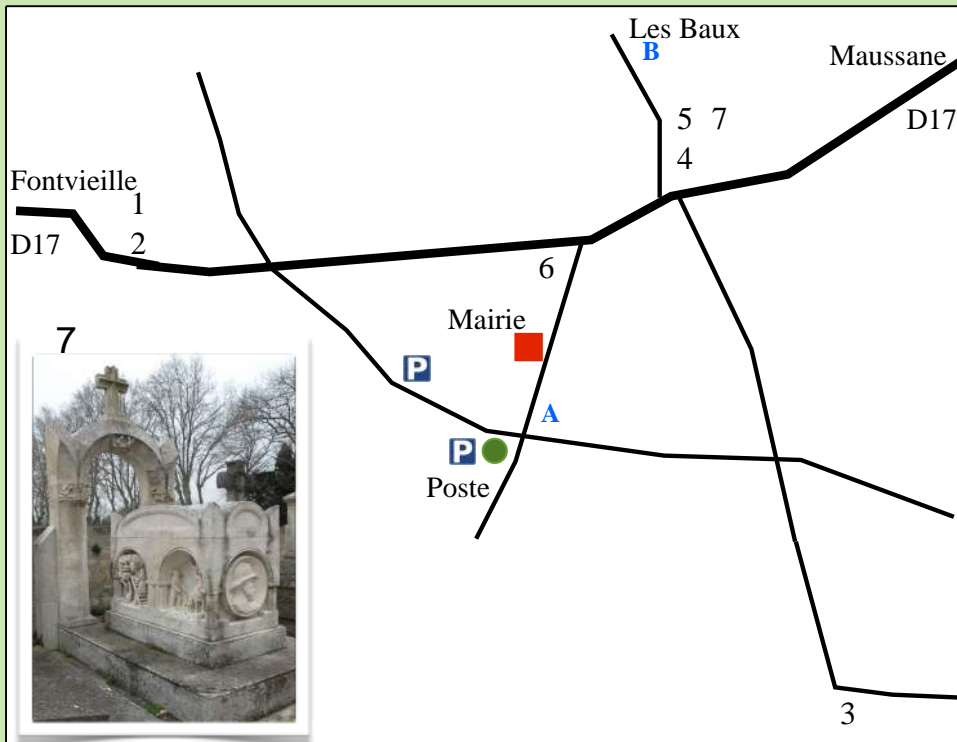 Les Baux
B
Maussane
5 7
D17
4
Fontvieille
1
D17
2
6
Mairie
7
P
A
P
Poste
3